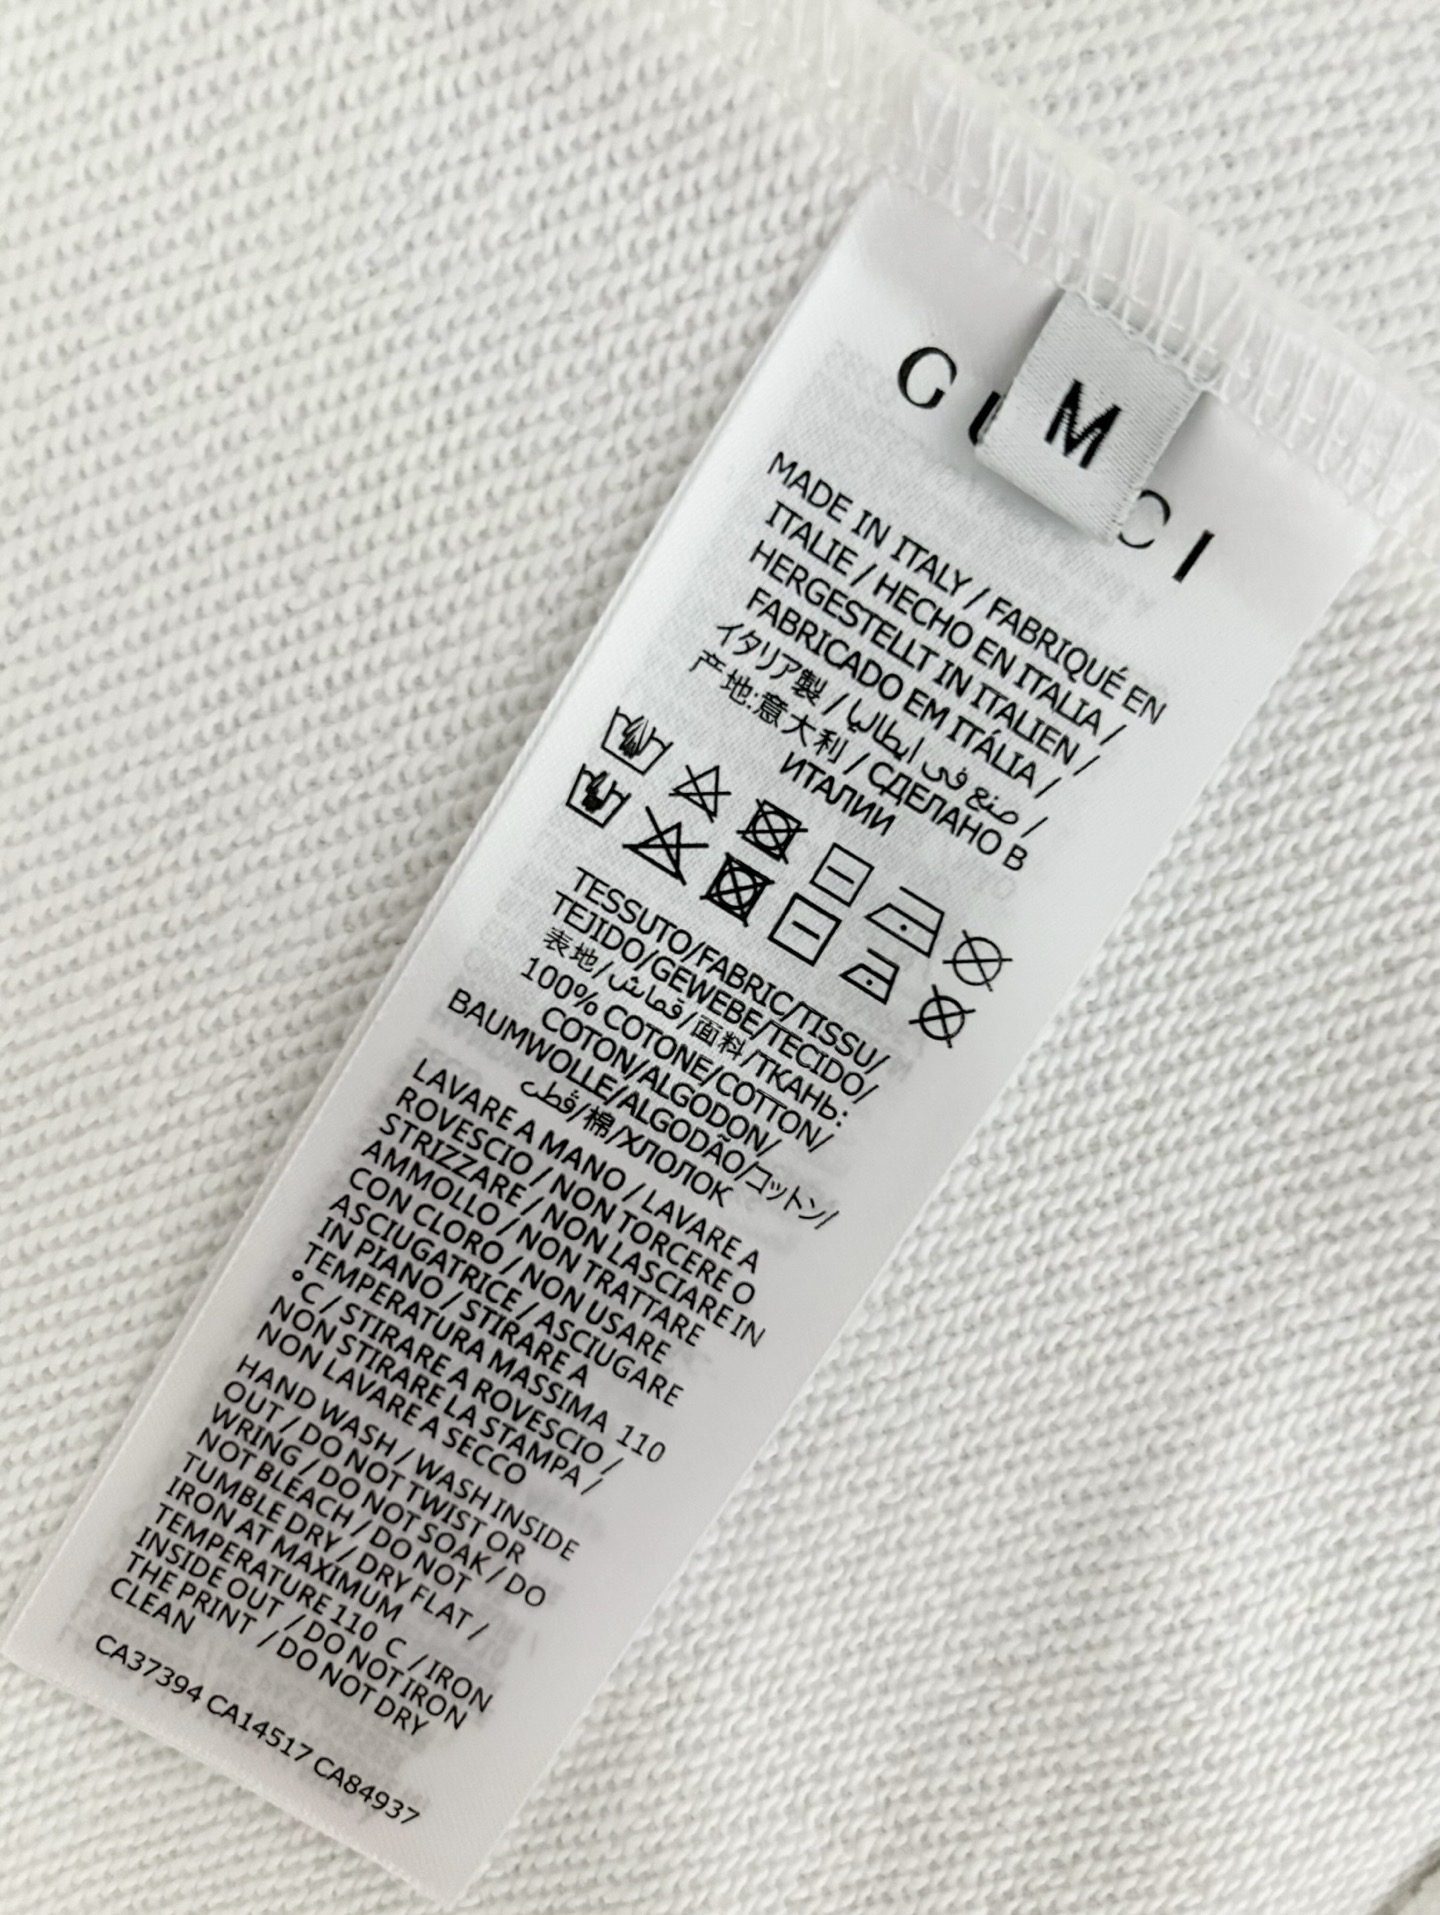 GU CI
M
MADE IN ITALY / FABRIQUÉ EN
ITALIE / HECHO EN ITALIA /
HERGESTELLT IN ITALIEN /
FABRICADO EM ITÁLIA /
イタリア製 / صنع في ايطاليا /
产地:意大利 / СДЕЛАНО В
ИТАЛИИ
TESSUTO/FABRIC/TISSU/
TEJIDO/GEWEBE/TECIDO/
表地/قماش/面料/ТКАНЬ:
100% COTONE/COTTON/
COTON/ALGODON/
BAUMWOLLE/ALGODÃO/コットン/
قطن/棉/ХЛОПОК
LAVARE A MANO / LAVARE A
ROVESCIO / NON TORCERE O
STRIZZARE / NON LASCIARE IN
AMMOLLO / NON TRATTARE
CON CLORO / NON USARE
ASCIUGATRICE / ASCIUGARE
IN PIANO / STIRARE A
TEMPERATURA MASSIMA 110
°C / STIRARE A ROVESCIO /
NON STIRARE LA STAMPA /
NON LAVARE A SECCO
HAND WASH / WASH INSIDE
OUT / DO NOT TWIST OR
WRING / DO NOT SOAK / DO
NOT BLEACH / DO NOT
TUMBLE DRY / DRY FLAT /
IRON AT MAXIMUM
TEMPERATURE 110 C / IRON
INSIDE OUT / DO NOT IRON
THE PRINT / DO NOT DRY
CLEAN
CA37394 CA14517 CA84937